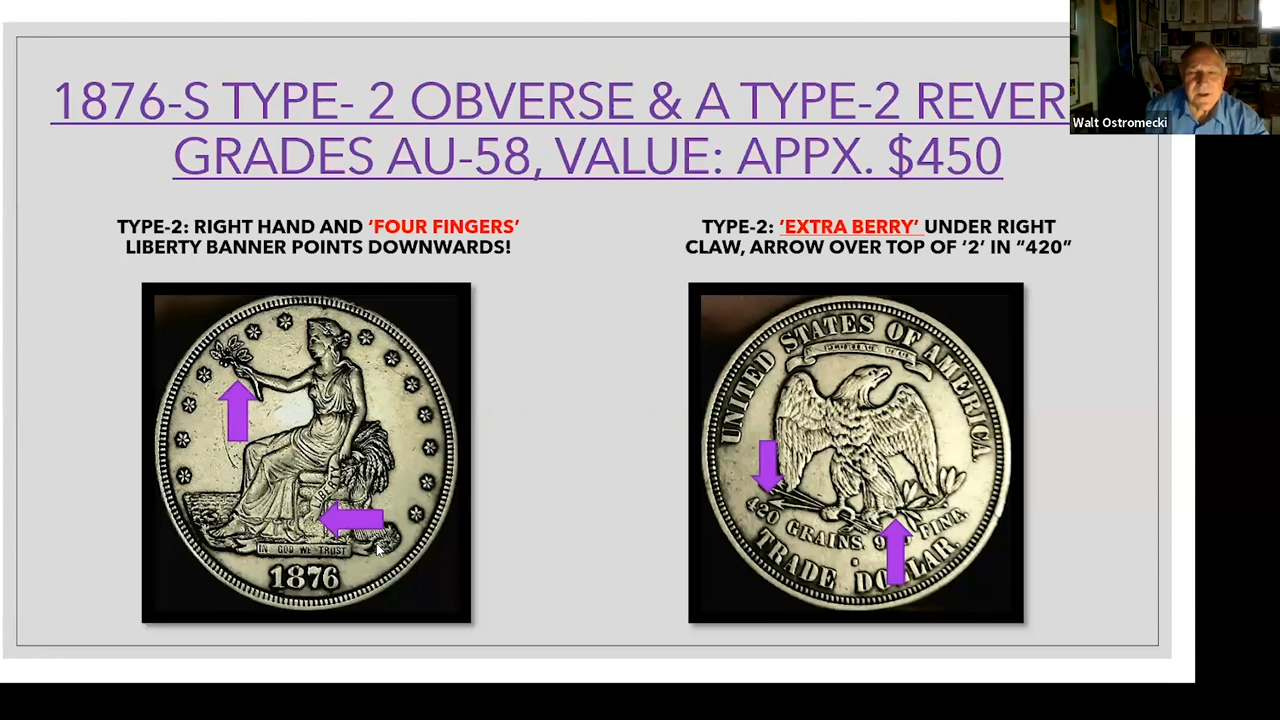 1876-S TYPE- 2 OBVERSE & A TYPE-2 REVER
GRADES AU-58, VALUE: APPX. $450
Walt Ostromecki
TYPE-2: RIGHT HAND AND ‘FOUR FINGERS’
LIBERTY BANNER POINTS DOWNWARDS!
TYPE-2: ‘EXTRA BERRY’ UNDER RIGHT
CLAW, ARROW OVER TOP OF ‘2’ IN ”420”
IN GOD WE TRUST
1876
UNITED STATES OF AMERICA
420 GRAINS. FINE.
TRADE DOLLAR.